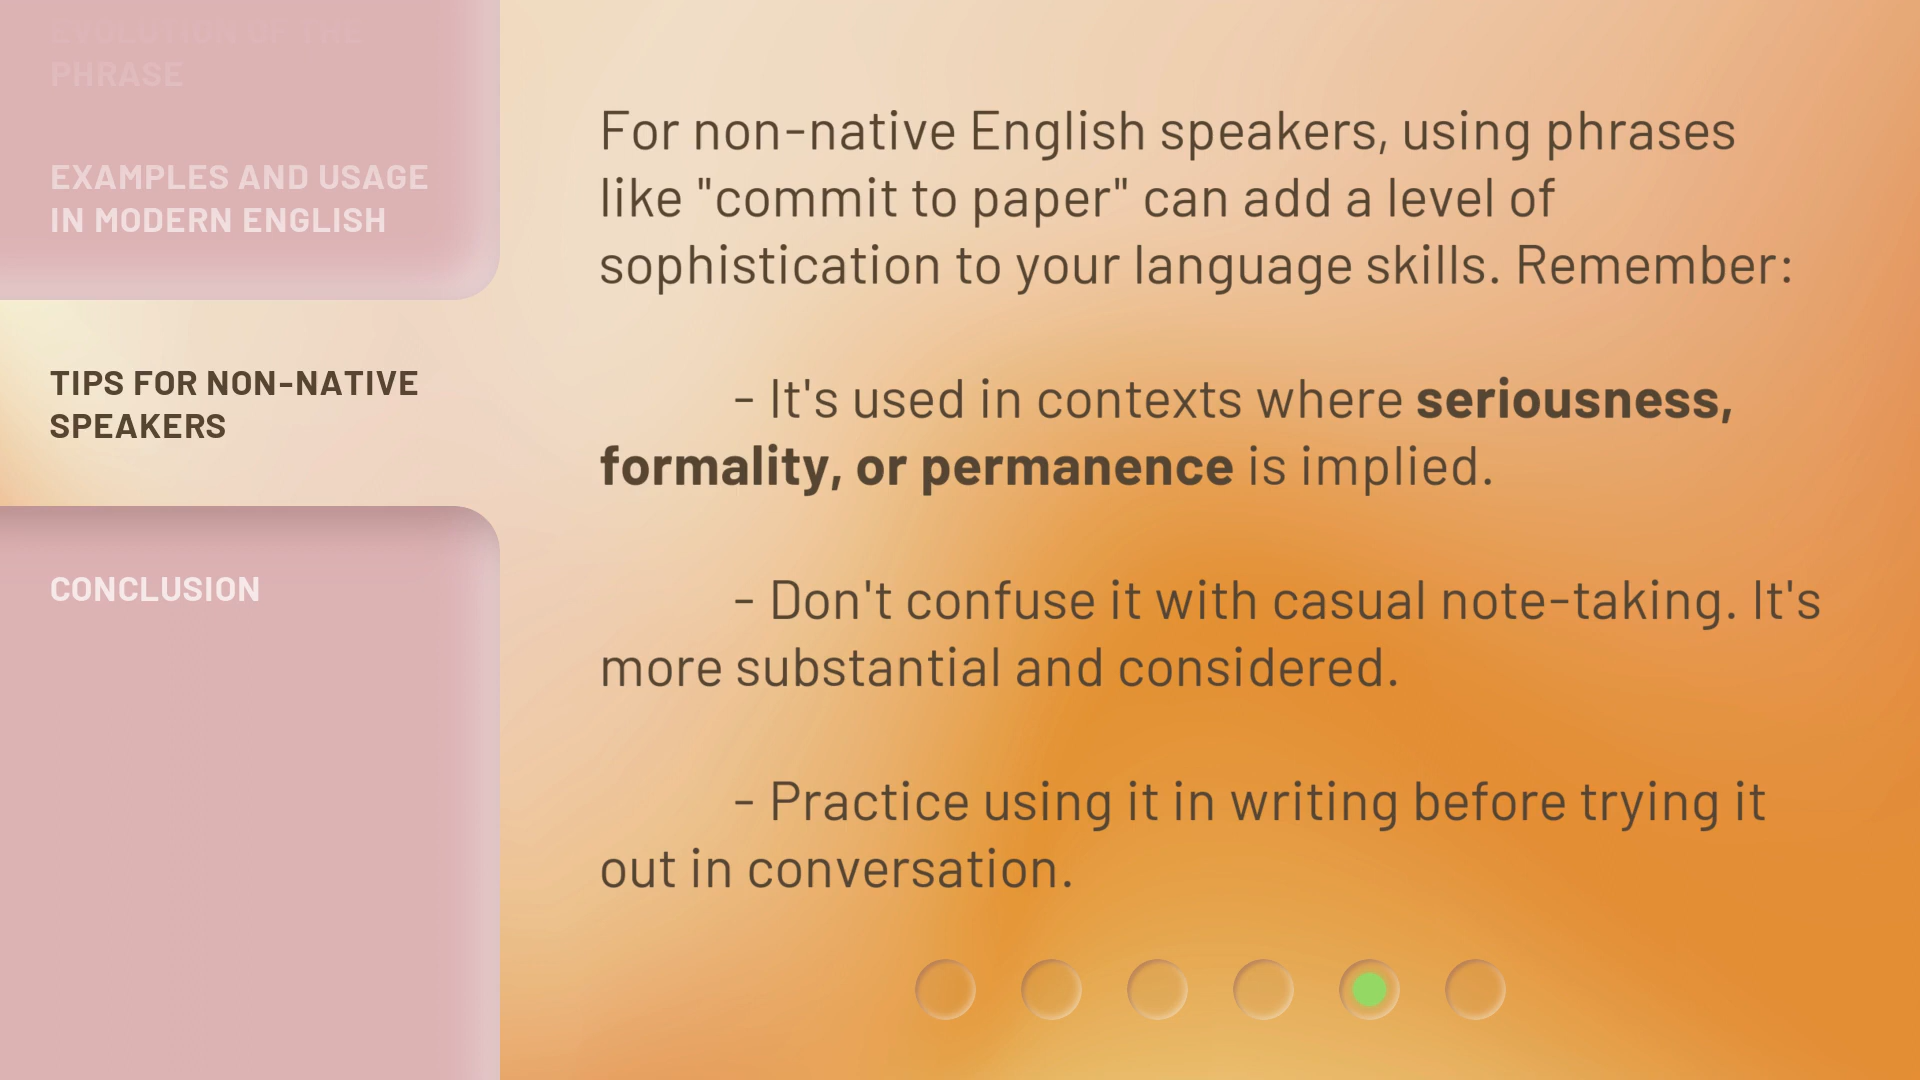 EVOLUTION OF THE
PHRASE
EXAMPLES AND USAGE
IN MODERN ENGLISH
TIPS FOR NON-NATIVE
SPEAKERS
CONCLUSION
For non-native English speakers, using phrases
like "commit to paper" can add a level of
sophistication to your language skills. Remember:
- It's used in contexts where seriousness,
formality, or permanence is implied.
- Don't confuse it with casual note-taking. It's
more substantial and considered.
- Practice using it in writing before trying it
out in conversation.